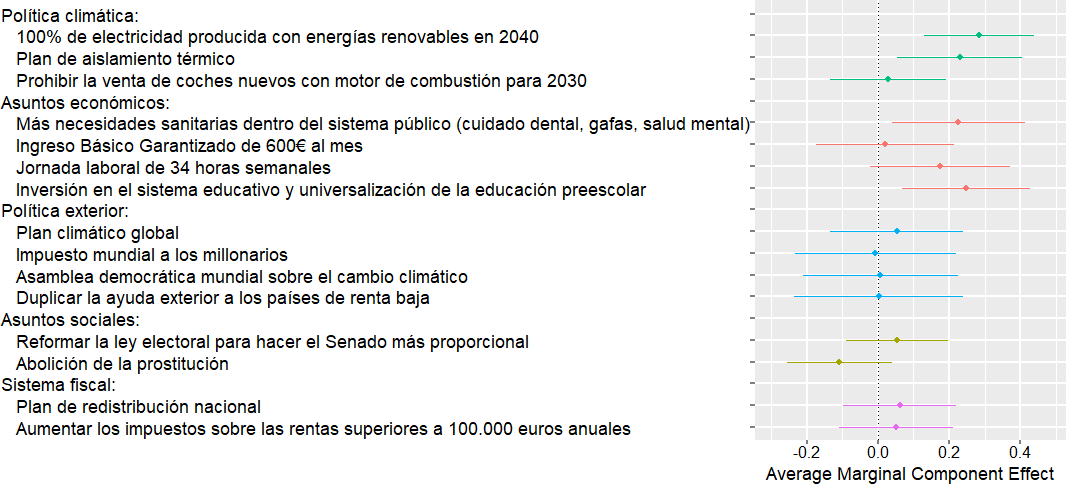 Política climática:
100% de electricidad producida con energías renovables en 2040
Plan de aislamiento térmico
Prohibir la venta de coches nuevos con motor de combustión para 2030
Asuntos económicos:
Más necesidades sanitarias dentro del sistema público (cuidado dental, gafas, salud mental)
Ingreso Básico Garantizado de 600€ al mes
Jornada laboral de 34 horas semanales
Inversión en el sistema educativo y universalización de la educación preescolar
Política exterior:
Plan climático global
Impuesto mundial a los millonarios
Asamblea democrática mundial sobre el cambio climático
Duplicar la ayuda exterior a los países de renta baja
Asuntos sociales:
Reformar la ley electoral para hacer el Senado más proporcional
Abolición de la prostitución
Sistema fiscal:
Plan de redistribución nacional
Aumentar los impuestos sobre las rentas superiores a 100.000 euros anuales
-0.2 0.0 0.2 0.4
Average Marginal Component Effect